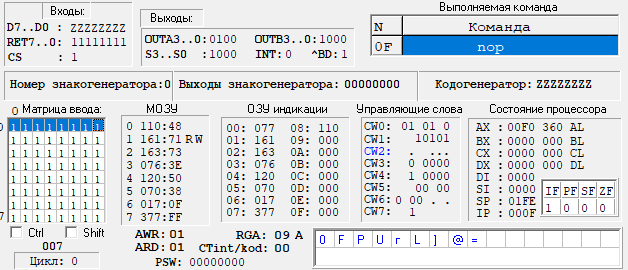 Входы:
D7..D0 : ZZZZZZZZ
RET7..0: 11111111
CS : 1
Выходы:
OUTA3..0:0100 OUTB3..0:1000
S3..S0 :1000 INT:0 ^BD:1
Выполняемая команда
N Команда
0F nop
Номер знакогенератора:0
Выходы знакогенератора: 00000000
Кодогенератор: ZZZZZZZZ
0 Матрица ввода:
1 1 1 1 1 1 1 1
1 1 1 1 1 1 1 1
1 1 1 1 1 1 1 1
1 1 1 1 1 1 1 1
1 1 1 1 1 1 1 1
1 1 1 1 1 1 1 1
1 1 1 1 1 1 1 1
7 1 1 1 1 1 1 1 1
Ctrl Shift
007
Цикл: 0
МОЗУ
0 110:48
1 161:71 R W
2 163:73
3 076:3E
4 120:50
5 070:38
6 017:0F
7 377:FF
ОЗУ индикации
00: 077 08: 110
01: 161 09: 000
02: 163 0A: 000
03: 076 0B: 000
04: 120 0C: 000
05: 070 0D: 000
06: 017 0E: 000
07: 377 0F: 000
AWR: 01 RGA: 09 A
ARD: 01 CTint/kod: 00
PSW: 00000000
Управляющие слова
CW0: 01 01 0
CW1: 10101
CW2: . ...
CW3: 0 0000
CW4: 1 0000
CW5: 00 00
CW6: 0 00 . .
CW7: 1
Состояние процессора
AX : 00F0 360 AL
BX : 0000 000 BL
CX : 0000 000 CL
DX : 0000 000 DL
DI : 0000
SI : 0000
SP : 01FE
IP : 000F
IF PF SF ZF
1 0 0 0
0 F P U r L ] @ =